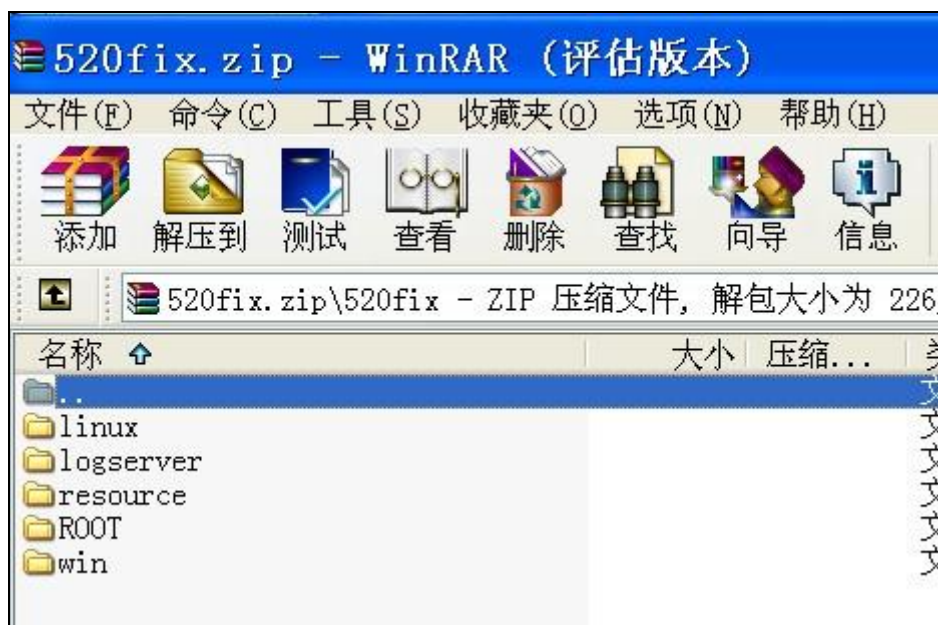 520fix.zip - WinRAR (评估版本)
文件(F) 命令(C) 工具(S) 收藏夹(O) 选项(N) 帮助(H)
添加 解压到 测试 查看 删除 查找 向导 信息
520fix.zip\520fix - ZIP 压缩文件, 解包大小为 226
名称 大小 压缩...
..
linux
logserver
resource
ROOT
win